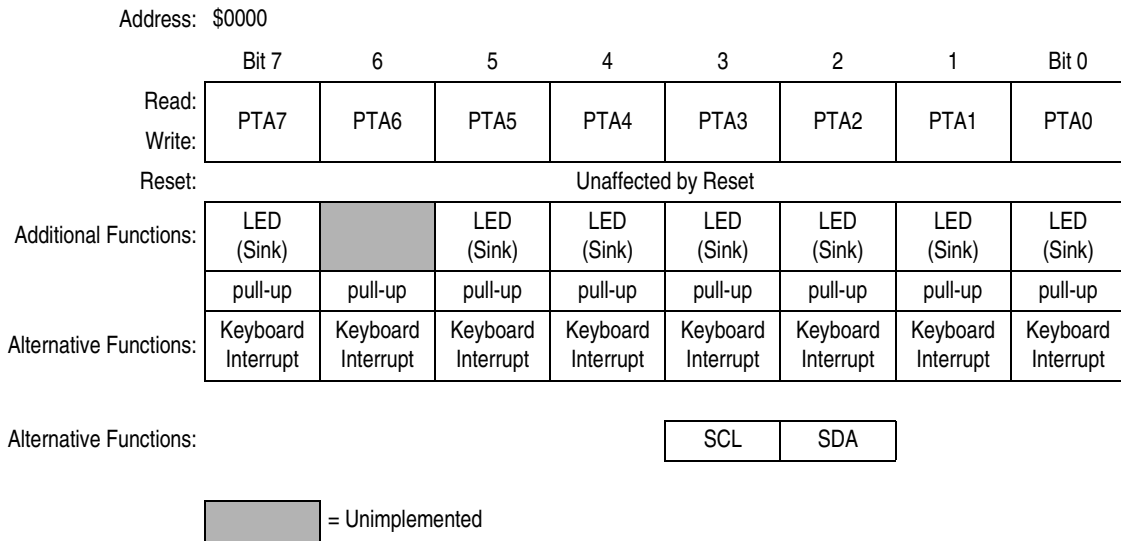 Address: $0000
Bit 7 6 5 4 3 2 1 Bit 0
Read:
Write:
PTA7 PTA6 PTA5 PTA4 PTA3 PTA2 PTA1 PTA0
Reset: Unaffected by Reset
Additional Functions: LED (Sink) LED (Sink) LED (Sink) LED (Sink) LED (Sink) LED (Sink) LED (Sink)
pull-up pull-up pull-up pull-up pull-up pull-up pull-up pull-up
Alternative Functions: Keyboard Interrupt Keyboard Interrupt Keyboard Interrupt Keyboard Interrupt Keyboard Interrupt Keyboard Interrupt Keyboard Interrupt Keyboard Interrupt
Alternative Functions: SCL SDA
= Unimplemented